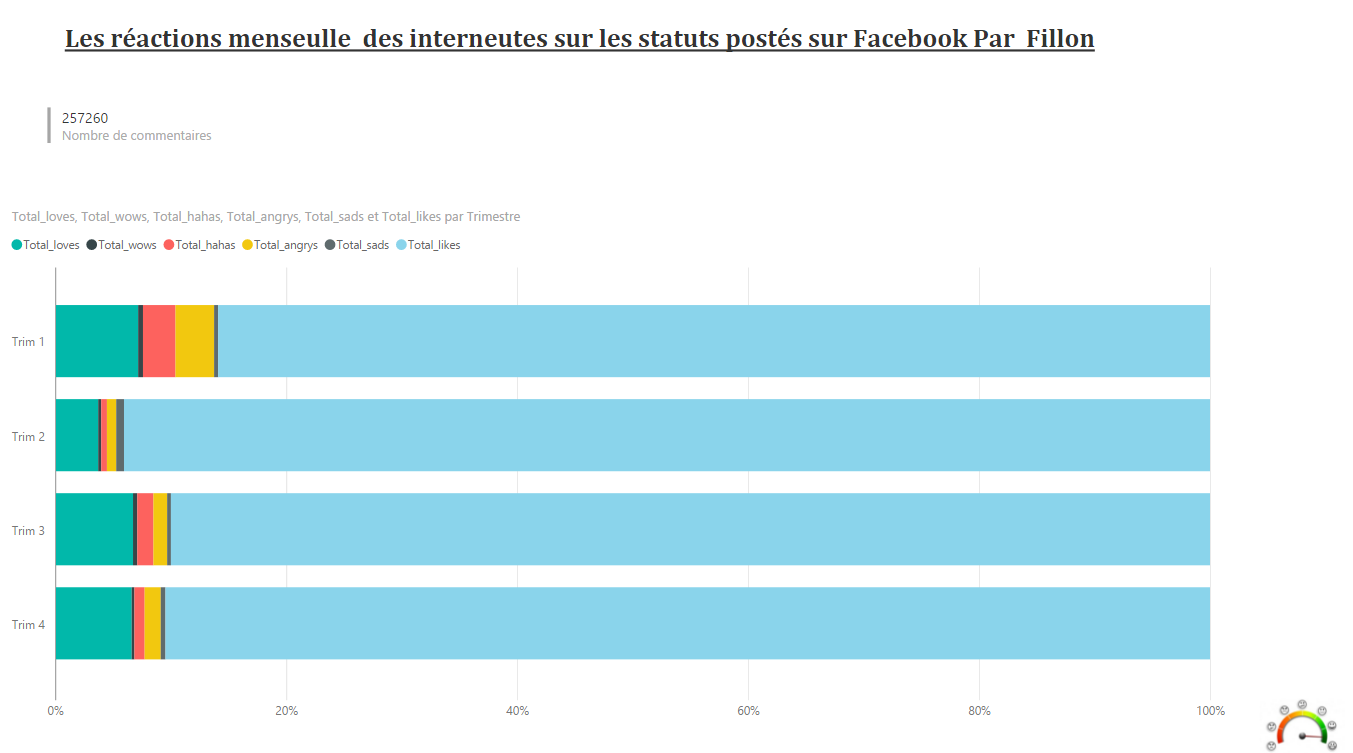 Les réactions menseulle  des interneutes sur les statuts postés sur Facebook Par  Fillon
257260
Nombre de commentaires
Total_loves, Total_wows, Total_hahas, Total_angrys, Total_sads et Total_likes par Trimestre
Total_loves Total_wows Total_hahas Total_angrys Total_sads Total_likes
Trim 1
Trim 2
Trim 3
Trim 4
0% 20% 40% 60% 80% 100%